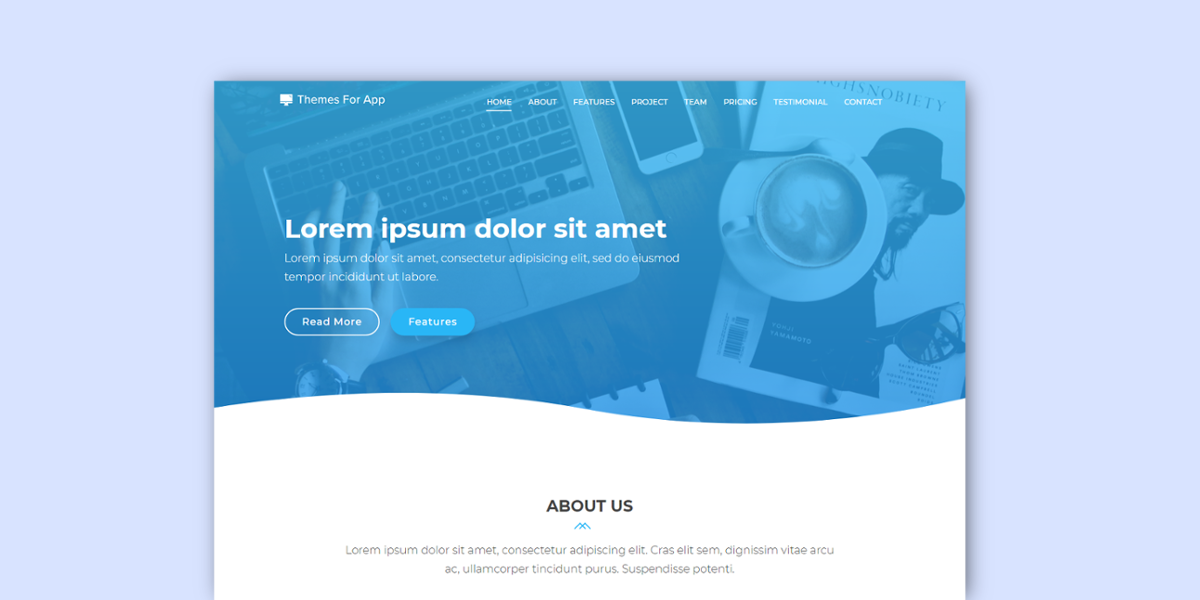 Themes For App
HOME ABOUT FEATURES PROJECT TEAM PRICING TESTIMONIAL CONTACT
Lorem ipsum dolor sit amet
Lorem ipsum dolor sit amet, consectetur adipisicing elit, sed do eiusmod
tempor incididunt ut labore.
Read More Features
YAMAMOTO
ABOUT US
Lorem ipsum dolor sit amet, consectetur adipiscing elit. Cras elit sem, dignissim vitae arcu
ac, ullamcorper tincidunt purus. Suspendisse potenti.